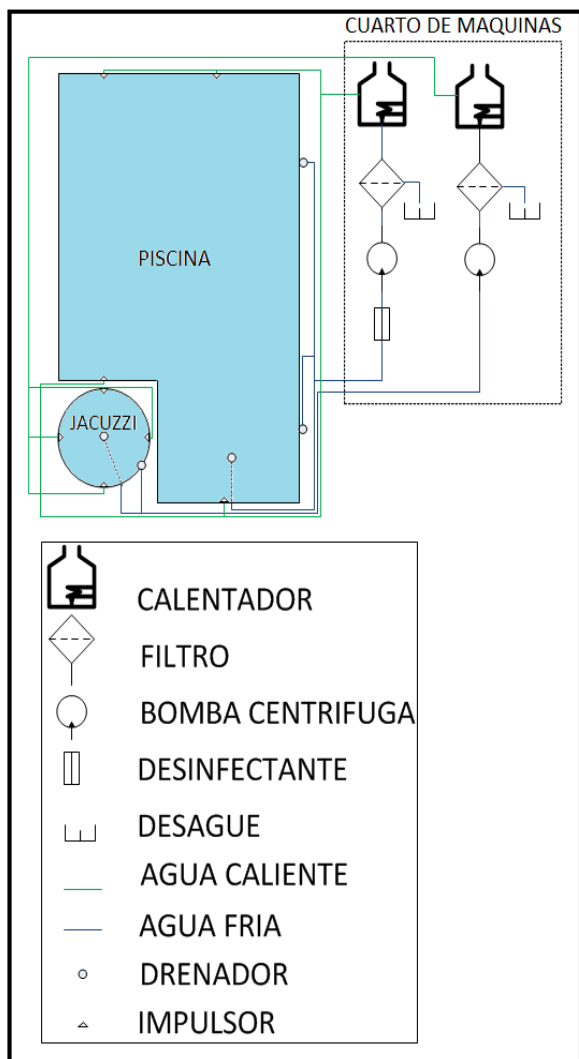 CUARTO DE MAQUINAS
PISCINA
JACUZZI
CALENTADOR
FILTRO
BOMBA CENTRIFUGA
DESINFECTANTE
DESAGUE
AGUA CALIENTE
AGUA FRIA
DRENADOR
IMPULSOR